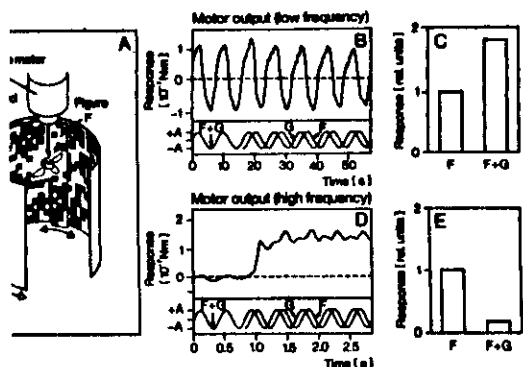 A
motor
Figure
F
Motor output (low frequency)
B
Response
[10⁻⁷ Nm]
1
0
-1
+A
-A
F+G
G
F
0 10 20 30 40 50
Time [s]
C
Response [rel. units]
2
1
0
F F+G
Motor output (high frequency)
D
Response
[10⁻⁷ Nm]
2
1
0
+A
-A
F+G
G
F
0 0.5 1.0 1.5 2.0 2.5
Time [s]
E
Response [rel. units]
2
1
0
F F+G